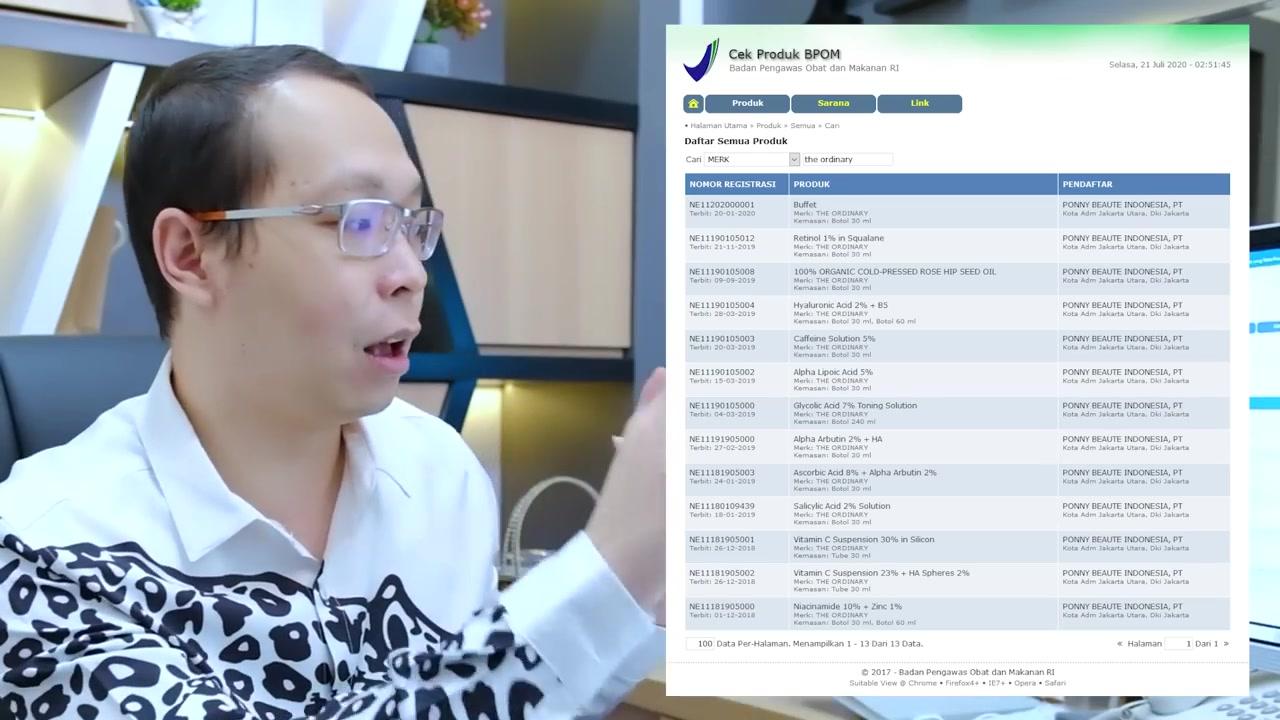 Cek Produk BPOM
Badan Pengawas Obat dan Makanan RI
Selasa, 21 Juli 2020 - 02:51:45
Produk
Sarana
Link
• Halaman Utama » Produk » Semua » Cari
Daftar Semua Produk
Cari MERK the ordinary
NOMOR REGISTRASI PRODUK PENDAFTAR
NE11202000001 Buffet PONNY BEAUTE INDONESIA, PT
Terbit: 20-01-2020 Merk: THE ORDINARY Kota Adm Jakarta Utara, Dki Jakarta
Kemasan: Botol 30 ml
NE11190105012 Retinol 1% in Squalane PONNY BEAUTE INDONESIA, PT
Terbit: 21-11-2019 Merk: THE ORDINARY Kota Adm Jakarta Utara, Dki Jakarta
Kemasan: Botol 30 ml
NE11190105008 100% ORGANIC COLD-PRESSED ROSE HIP SEED OIL PONNY BEAUTE INDONESIA, PT
Terbit: 09-09-2019 Merk: THE ORDINARY Kota Adm Jakarta Utara, Dki Jakarta
Kemasan: Botol 30 ml
NE11190105004 Hyaluronic Acid 2% + B5 PONNY BEAUTE INDONESIA, PT
Terbit: 28-03-2019 Merk: THE ORDINARY Kota Adm Jakarta Utara, Dki Jakarta
Kemasan: Botol 30 ml, Botol 60 ml
NE11190105003 Caffeine Solution 5% PONNY BEAUTE INDONESIA, PT
Terbit: 20-03-2019 Merk: THE ORDINARY Kota Adm Jakarta Utara, Dki Jakarta
Kemasan: Botol 30 ml
NE11190105002 Alpha Lipoic Acid 5% PONNY BEAUTE INDONESIA, PT
Terbit: 15-03-2019 Merk: THE ORDINARY Kota Adm Jakarta Utara, Dki Jakarta
Kemasan: Botol 30 ml
NE11190105000 Glycolic Acid 7% Toning Solution PONNY BEAUTE INDONESIA, PT
Terbit: 04-03-2019 Merk: THE ORDINARY Kota Adm Jakarta Utara, Dki Jakarta
Kemasan: Botol 240 ml
NE11191905000 Alpha Arbutin 2% + HA PONNY BEAUTE INDONESIA, PT
Terbit: 27-02-2019 Merk: THE ORDINARY Kota Adm Jakarta Utara, Dki Jakarta
Kemasan: Botol 30 ml
NE11181905003 Ascorbic Acid 8% + Alpha Arbutin 2% PONNY BEAUTE INDONESIA, PT
Terbit: 24-01-2019 Merk: THE ORDINARY Kota Adm Jakarta Utara, Dki Jakarta
Kemasan: Botol 30 ml
NE11180109439 Salicylic Acid 2% Solution PONNY BEAUTE INDONESIA, PT
Terbit: 18-01-2019 Merk: THE ORDINARY Kota Adm Jakarta Utara, Dki Jakarta
Kemasan: Botol 30 ml
NE11181905001 Vitamin C Suspension 30% in Silicon PONNY BEAUTE INDONESIA, PT
Terbit: 26-12-2018 Merk: THE ORDINARY Kota Adm Jakarta Utara, Dki Jakarta
Kemasan: Tube 30 ml
NE11181905002 Vitamin C Suspension 23% + HA Spheres 2% PONNY BEAUTE INDONESIA, PT
Terbit: 26-12-2018 Merk: THE ORDINARY Kota Adm Jakarta Utara, Dki Jakarta
Kemasan: Tube 30 ml
NE11181905000 Niacinamide 10% + Zinc 1% PONNY BEAUTE INDONESIA, PT
Terbit: 01-12-2018 Merk: THE ORDINARY Kota Adm Jakarta Utara, Dki Jakarta
Kemasan: Botol 30 ml, Botol 60 ml
100 Data Per-Halaman. Menampilkan 1 - 13 Dari 13 Data. « Halaman 1 Dari 1 »
© 2017 - Badan Pengawas Obat dan Makanan RI
Suitable View @ Chrome • Firefox4+ • IE7+ • Opera • Safari